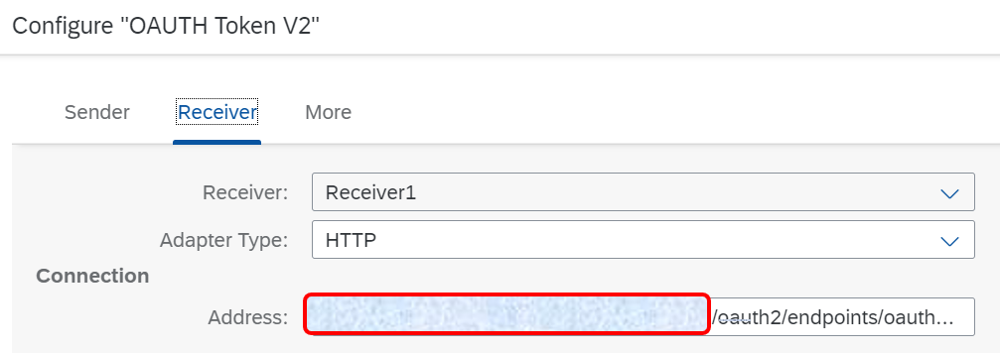 Configure "OAUTH Token V2"
Sender Receiver More
Receiver: Receiver1
Adapter Type: HTTP
Connection
Address: /oauth2/endpoints/oauth...